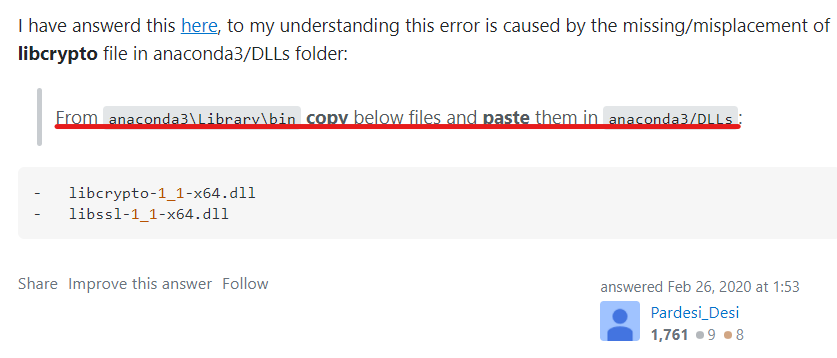 I have answerd this here, to my understanding this error is caused by the missing/misplacement of
libcrypto file in anaconda3/DLLs folder:
From anaconda3\Library\bin copy below files and paste them in anaconda3/DLLs:
- libcrypto-1_1-x64.dll
- libssl-1_1-x64.dll
Share Improve this answer Follow
answered Feb 26, 2020 at 1:53
Pardesi_Desi
1,761 9 8